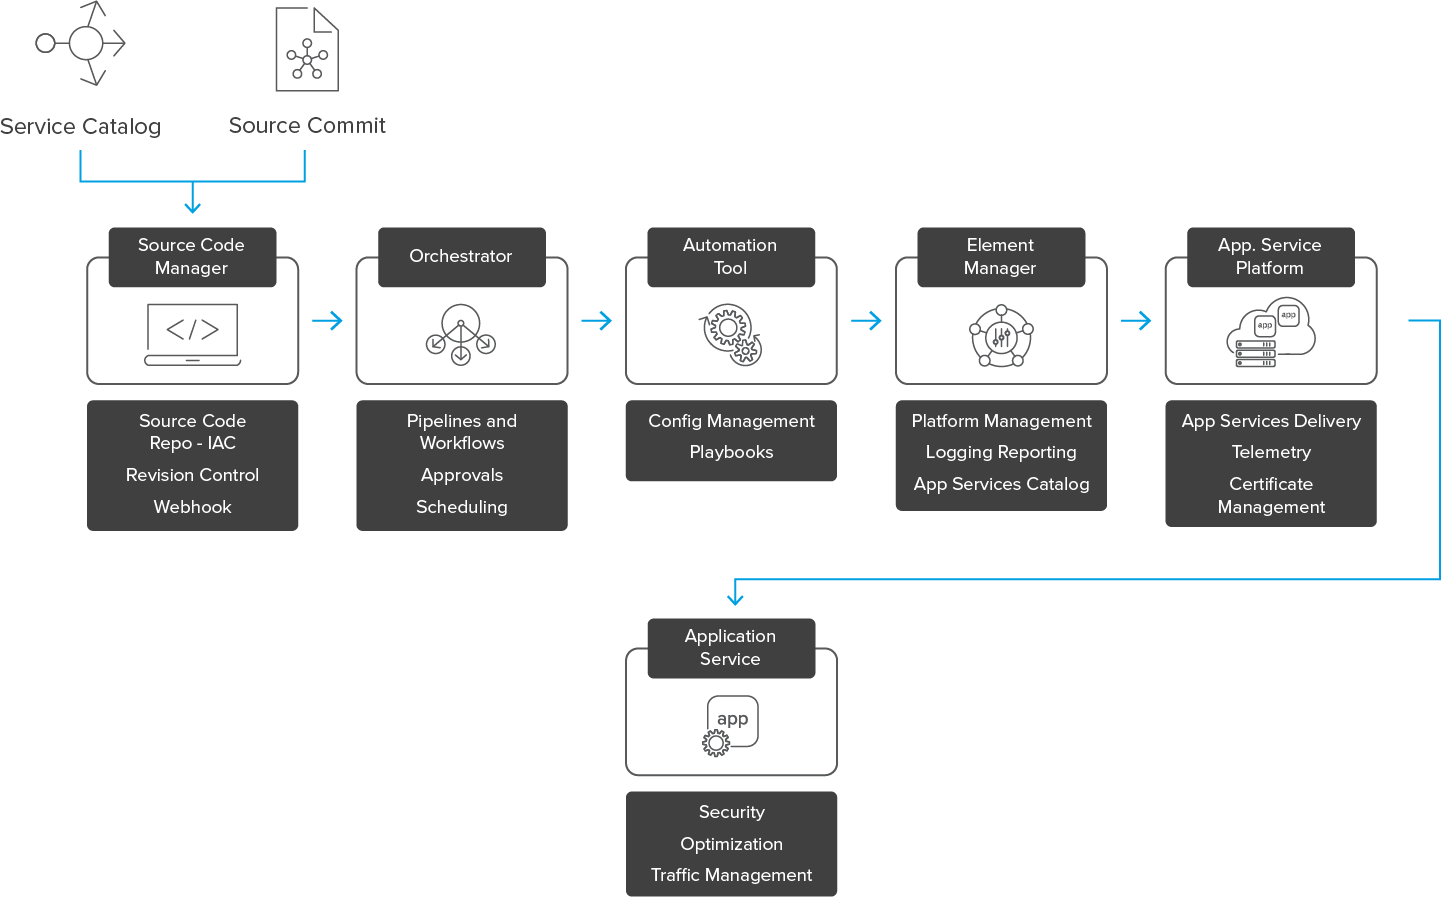 Service Catalog
Source Commit
Source Code
Manager
Orchestrator
Automation
Tool
Element
Manager
App. Service
Platform
</>
app
app
Source Code
Repo - IAC
Revision Control
Webhook
Pipelines and
Workflows
Approvals
Scheduling
Config Management
Playbooks
Platform Management
Logging Reporting
App Services Catalog
App Services Delivery
Telemetry
Certificate
Management
Application
Service
app
Security
Optimization
Traffic Management